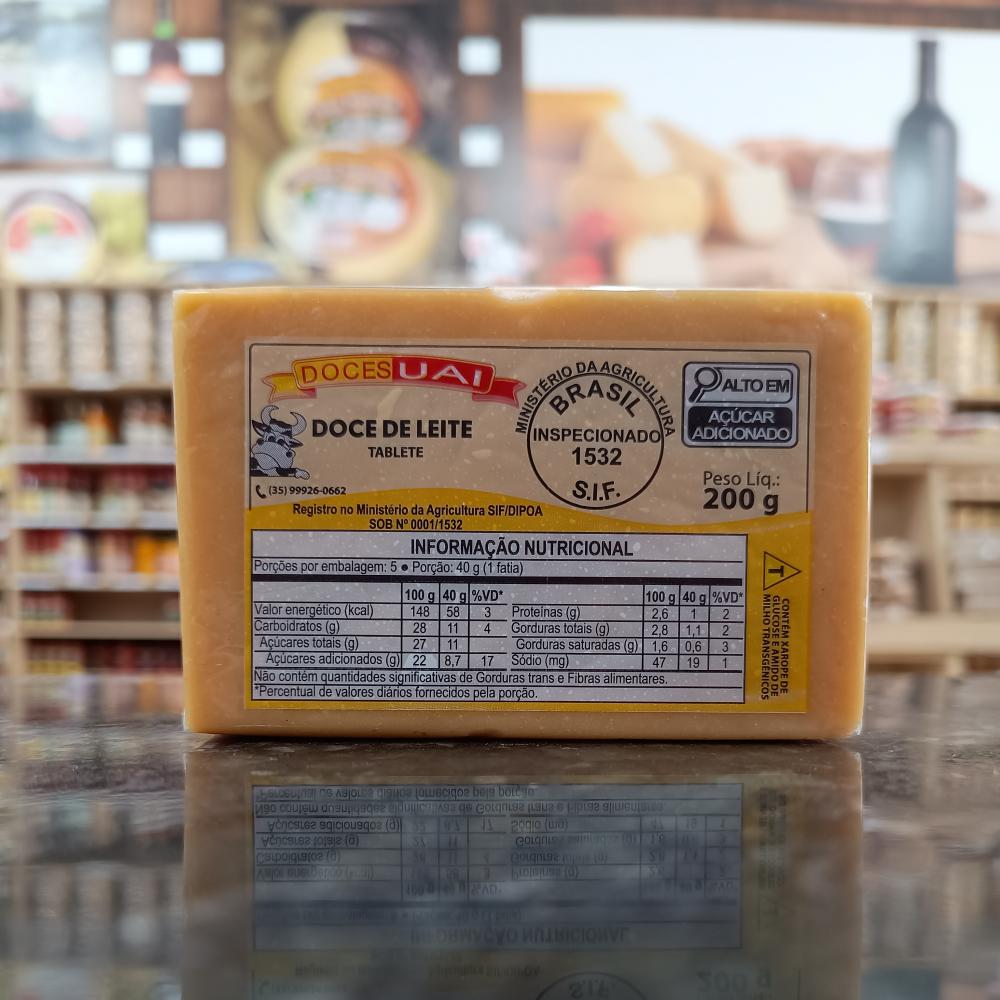 DOCES UAI
DOCE DE LEITE
TABLETE
(35) 99926-0662
MINISTÉRIO DA AGRICULTURA
BRASIL
INSPECIONADO
1532
S.I.F.
ALTO EM
AÇÚCAR
ADICIONADO
Peso Líq.:
200 g
Registro no Ministério da Agricultura SIF/DIPOA
SOB Nº 0001/1532
INFORMAÇÃO NUTRICIONAL
Porções por embalagem: 5 ● Porção: 40 g (1 fatia)
100 g 40 g %VD* 100 g 40 g %VD*
Valor energético (kcal) 148 58 3 Proteínas (g) 2,6 1 2
Carboidratos (g) 28 11 4 Gorduras totais (g) 2,8 1,1 2
Açúcares totais (g) 27 11 Gorduras saturadas (g) 1,6 0,6 3
Açúcares adicionados (g) 22 8,7 17 Sódio (mg) 47 19 1
Não contém quantidades significativas de Gorduras trans e Fibras alimentares.
*Percentual de valores diários fornecidos pela porção.
T
CONTÉM XAROPE DE
GLUCOSE E AMIDO DE
MILHO TRANSGÊNICOS